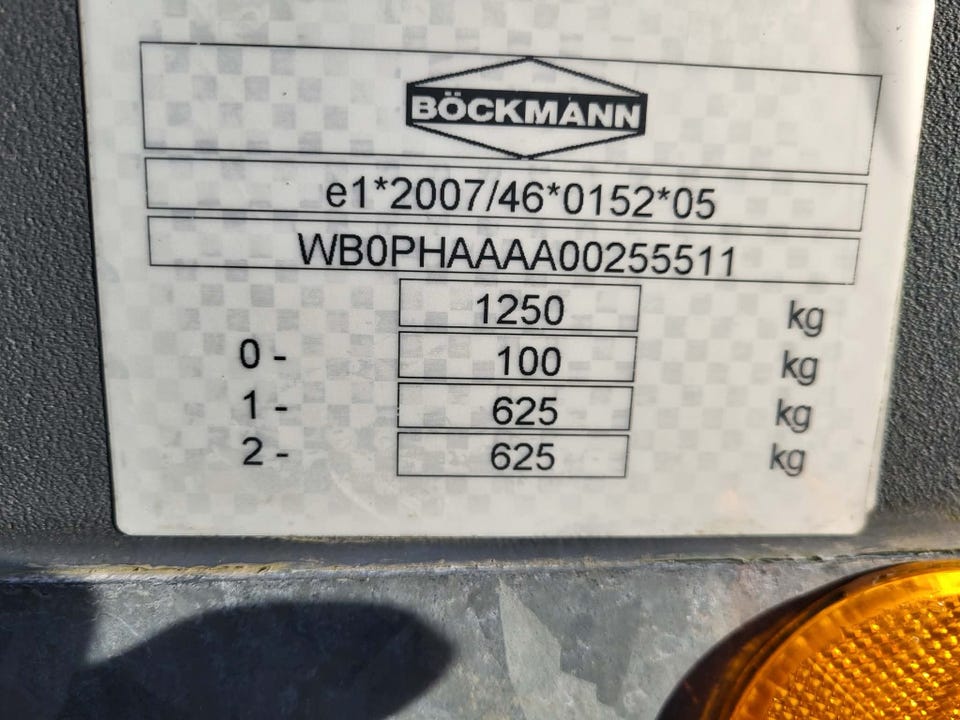 BÖCKMANN
e1*2007/46*0152*05
WB0PHAAAA00255511
1250 kg
0 - 100 kg
1 - 625 kg
2 - 625 kg